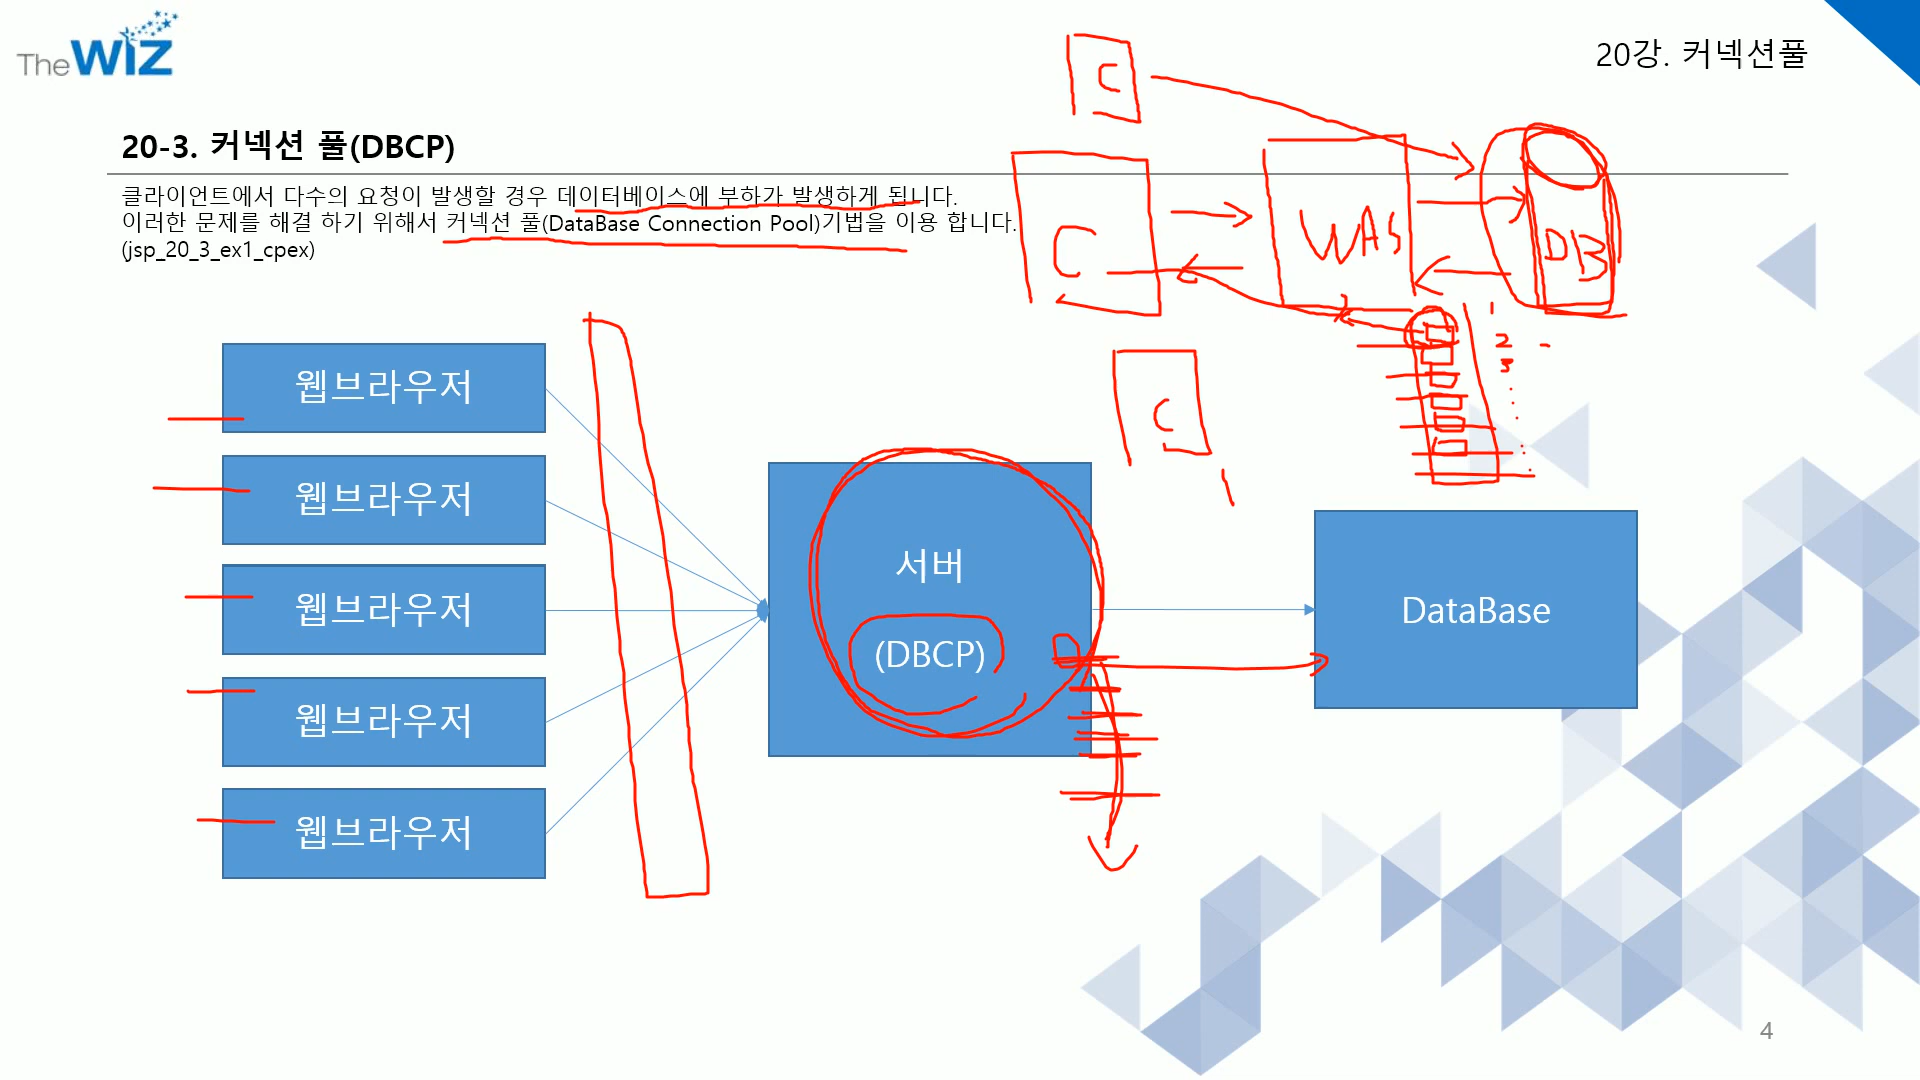 TheWIZ
20강. 커넥션풀
20-3. 커넥션 풀(DBCP)
클라이언트에서 다수의 요청이 발생할 경우 데이터베이스에 부하가 발생하게 됩니다.
이러한 문제를 해결 하기 위해서 커넥션 풀(DataBase Connection Pool)기법을 이용 합니다.
(jsp_20_3_ex1_cpex)
C
C
WAS
DB
1
2
3
C
웹브라우저
웹브라우저
웹브라우저
웹브라우저
웹브라우저
서버
(DBCP)
DataBase
4